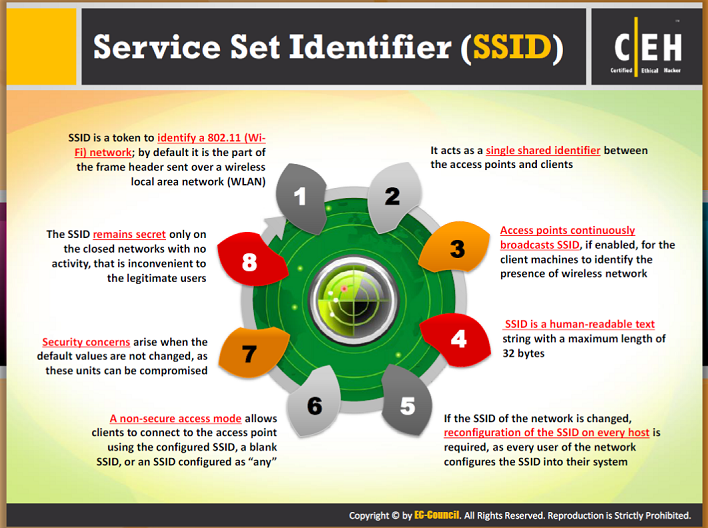 Service Set Identifier (SSID)
C|EH
TM
Certified Ethical Hacker
SSID is a token to identify a 802.11 (Wi-
Fi) network; by default it is the part of
the frame header sent over a wireless
local area network (WLAN)
1
2
It acts as a single shared identifier between
the access points and clients
3
Access points continuously
broadcasts SSID, if enabled, for the
client machines to identify the
presence of wireless network
4
SSID is a human-readable text
string with a maximum length of
32 bytes
5
If the SSID of the network is changed,
reconfiguration of the SSID on every host is
required, as every user of the network
configures the SSID into their system
6
A non-secure access mode allows
clients to connect to the access point
using the configured SSID, a blank
SSID, or an SSID configured as “any”
7
Security concerns arise when the
default values are not changed, as
these units can be compromised
8
The SSID remains secret only on
the closed networks with no
activity, that is inconvenient to
the legitimate users
Copyright © by EC-Council. All Rights Reserved. Reproduction is Strictly Prohibited.